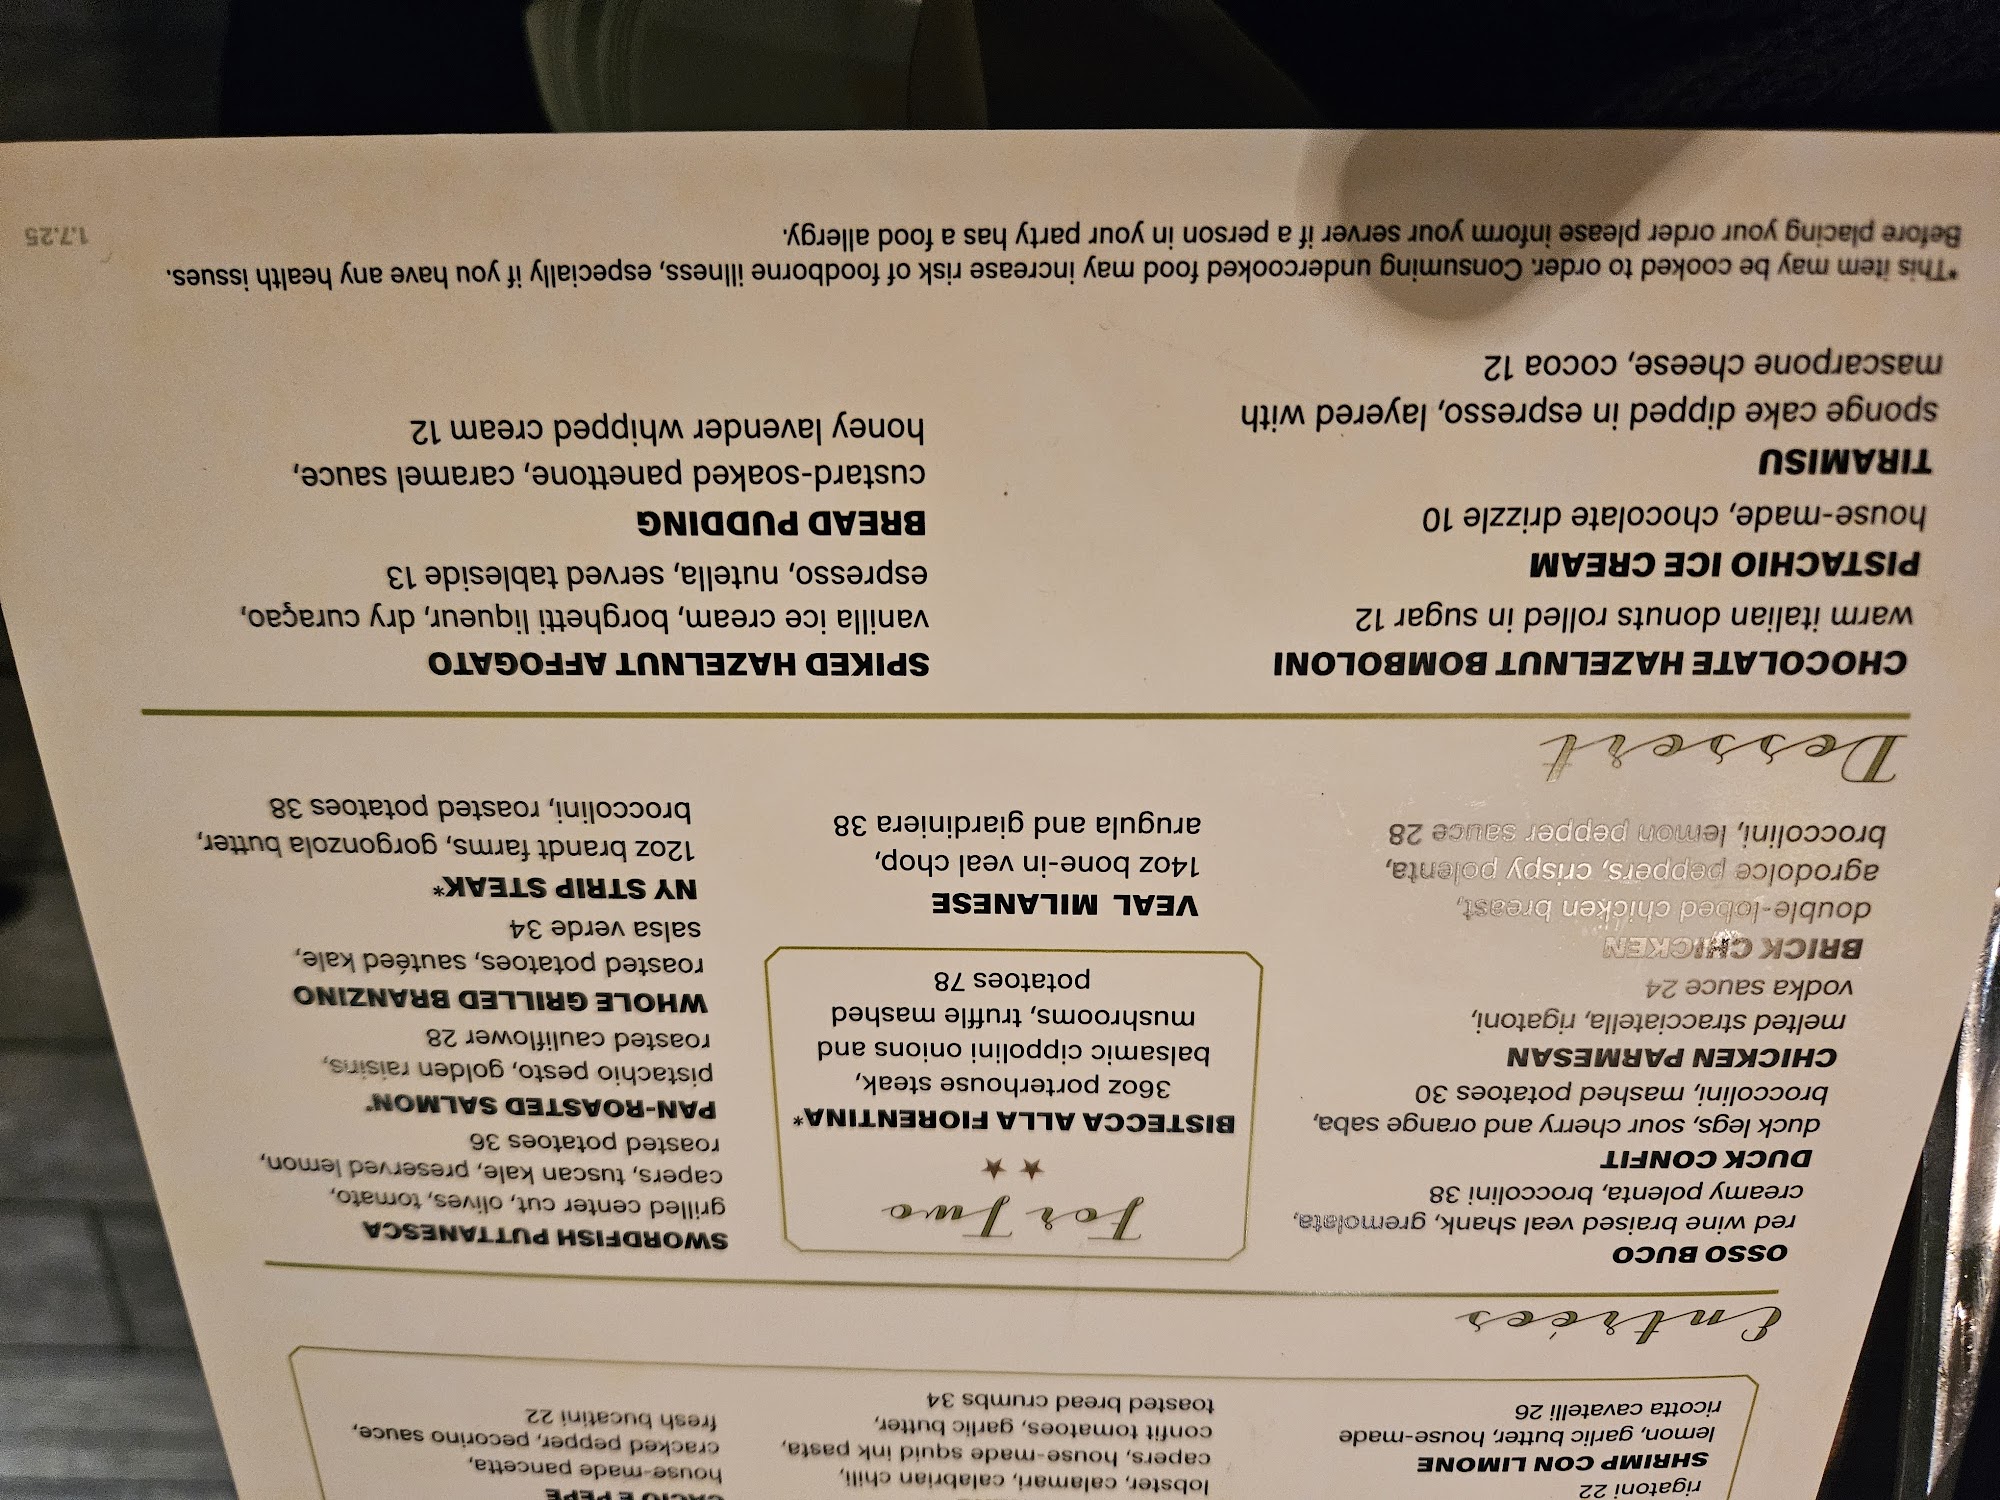 rigatoni 22
SHRIMP CON LIMONE
lemon, garlic butter, house-made
ricotta cavatelli 26
lobster, calamari, calabrian chili,
capers, house-made squid ink pasta,
confit tomatoes, garlic butter,
toasted bread crumbs 34
CACIO E PEPE
house-made pancetta,
cracked pepper, pecorino sauce,
fresh bucatini 22
Entrées
OSSO BUCO
red wine braised veal shank, gremolata,
creamy polenta, broccolini 38
DUCK CONFIT
duck legs, sour cherry and orange saba,
broccolini, mashed potatoes 30
CHICKEN PARMESAN
melted stracciatella, rigatoni,
vodka sauce 24
BRICK CHICKEN
double-lobed chicken breast,
agrodolce peppers, crispy polenta,
broccolini, lemon pepper sauce 28
For Two
BISTECCA ALLA FIORENTINA*
36oz porterhouse steak,
balsamic cippolini onions and
mushrooms, truffle mashed
potatoes 78
VEAL MILANESE
14oz bone-in veal chop,
arugula and giardiniera 38
SWORDFISH PUTTANESCA
grilled center cut, olives, tomato,
capers, tuscan kale, preserved lemon,
roasted potatoes 36
PAN-ROASTED SALMON*
pistachio pesto, golden raisins,
roasted cauliflower 28
WHOLE GRILLED BRANZINO
roasted potatoes, sautéed kale,
salsa verde 34
NY STRIP STEAK*
12oz brandt farms, gorgonzola butter,
broccolini, roasted potatoes 38
Dessert
CHOCOLATE HAZELNUT BOMBOLONI
warm italian donuts rolled in sugar 12
PISTACHIO ICE CREAM
house-made, chocolate drizzle 10
TIRAMISU
sponge cake dipped in espresso, layered with
mascarpone cheese, cocoa 12
SPIKED HAZELNUT AFFOGATO
vanilla ice cream, borghetti liqueur, dry curaçao,
espresso, nutella, served tableside 13
BREAD PUDDING
custard-soaked panettone, caramel sauce,
honey lavender whipped cream 12
*This item may be cooked to order. Consuming undercooked food may increase risk of foodborne illness, especially if you have any health issues.
Before placing your order please inform your server if a person in your party has a food allergy.
1.7.25